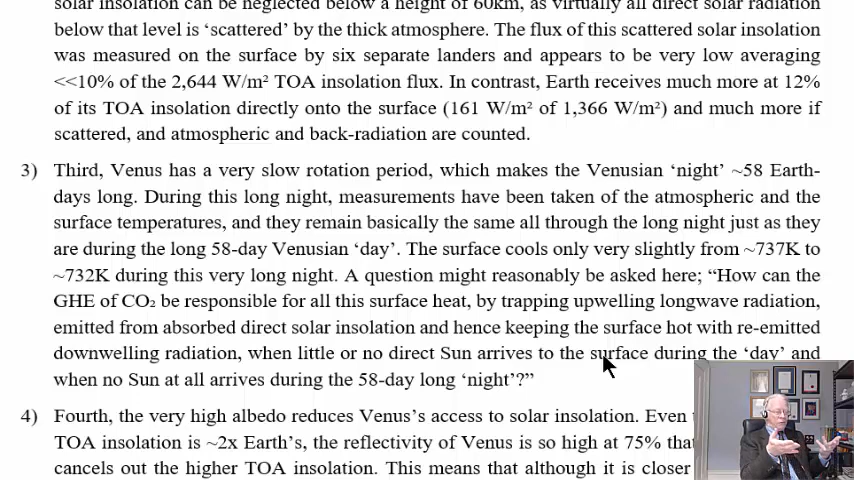 solar insolation can be neglected below a height of 60km, as virtually all direct solar radiation
below that level is ‘scattered’ by the thick atmosphere. The flux of this scattered solar insolation
was measured on the surface by six separate landers and appears to be very low averaging
<<10% of the 2,644 W/m² TOA insolation flux. In contrast, Earth receives much more at 12%
of its TOA insolation directly onto the surface (161 W/m² of 1,366 W/m²) and much more if
scattered, and atmospheric and back-radiation are counted.
3) Third, Venus has a very slow rotation period, which makes the Venusian ‘night’ ~58 Earth-
days long. During this long night, measurements have been taken of the atmospheric and the
surface temperatures, and they remain basically the same all through the long night just as they
are during the long 58-day Venusian ‘day’. The surface cools only very slightly from ~737K to
~732K during this very long night. A question might reasonably be asked here; “How can the
GHE of CO₂ be responsible for all this surface heat, by trapping upwelling longwave radiation,
emitted from absorbed direct solar insolation and hence keeping the surface hot with re-emitted
downwelling radiation, when little or no direct Sun arrives to the surface during the ‘day’ and
when no Sun at all arrives during the 58-day long ‘night’?”
4) Fourth, the very high albedo reduces Venus’s access to solar insolation. Even
TOA insolation is ~2x Earth’s, the reflectivity of Venus is so high at 75%
cancels out the higher TOA insolation. This means that although it is closer